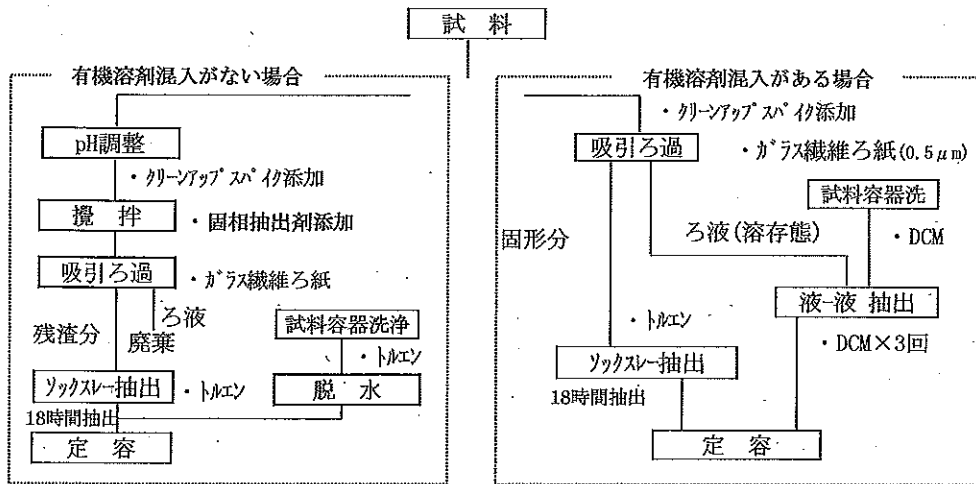 試 料
有機溶剤混入がない場合
pH調整
・クリーンアップスパイク添加
攪 拌
・固相抽出剤添加
吸引ろ過
・ガラス繊維ろ紙
ろ液
廃棄
残渣分
試料容器洗浄
・トルエン
ソックスレー抽出
・トルエン
脱 水
18時間抽出
定 容
有機溶剤混入がある場合
・クリーンアップスパイク添加
吸引ろ過
・ガラス繊維ろ紙(0.5μm)
試料容器洗
固形分
ろ液(溶存態)
・DCM
液-液 抽出
・トルエン
・DCM×3回
ソックスレー抽出
18時間抽出
定 容